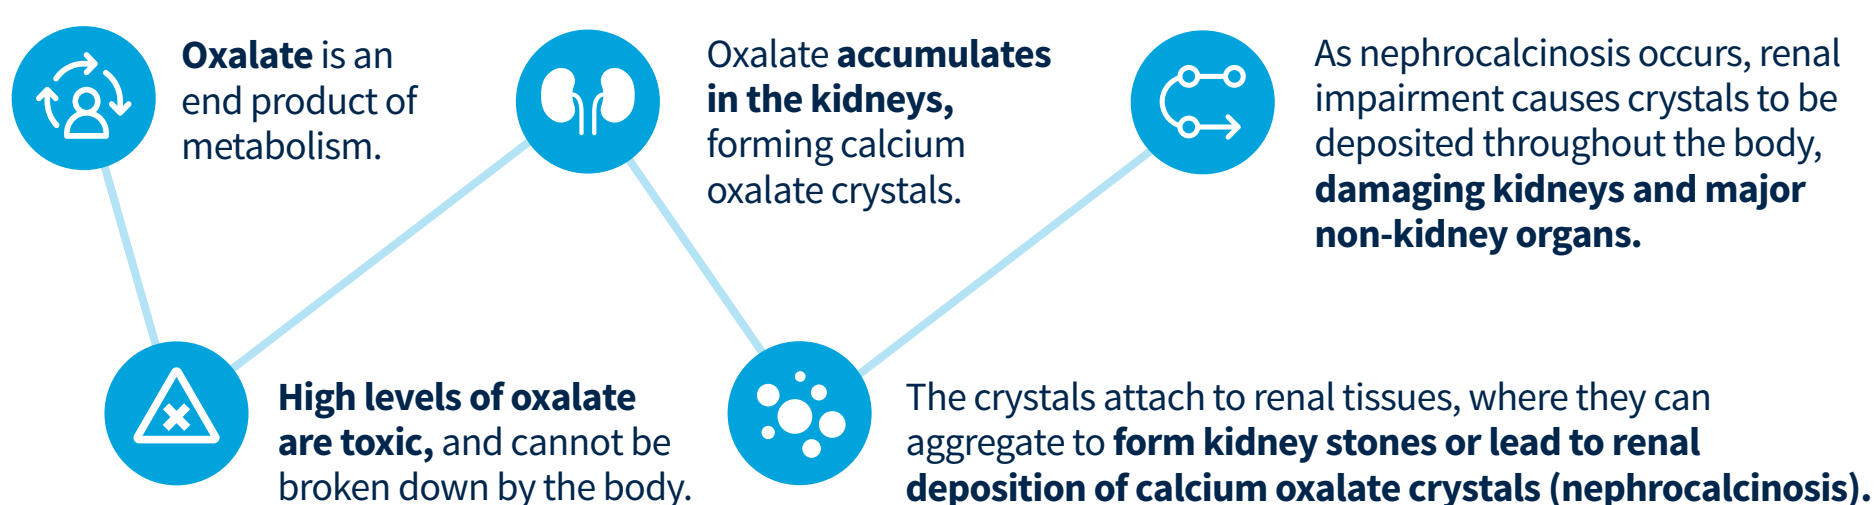 Oxalate is an
end product of
metabolism.
High levels of oxalate
are toxic, and cannot be
broken down by the body.
Oxalate accumulates
in the kidneys,
forming calcium
oxalate crystals.
The crystals attach to renal tissues, where they can
aggregate to form kidney stones or lead to renal
deposition of calcium oxalate crystals (nephrocalcinosis).
As nephrocalcinosis occurs, renal
impairment causes crystals to be
deposited throughout the body,
damaging kidneys and major
non-kidney organs.